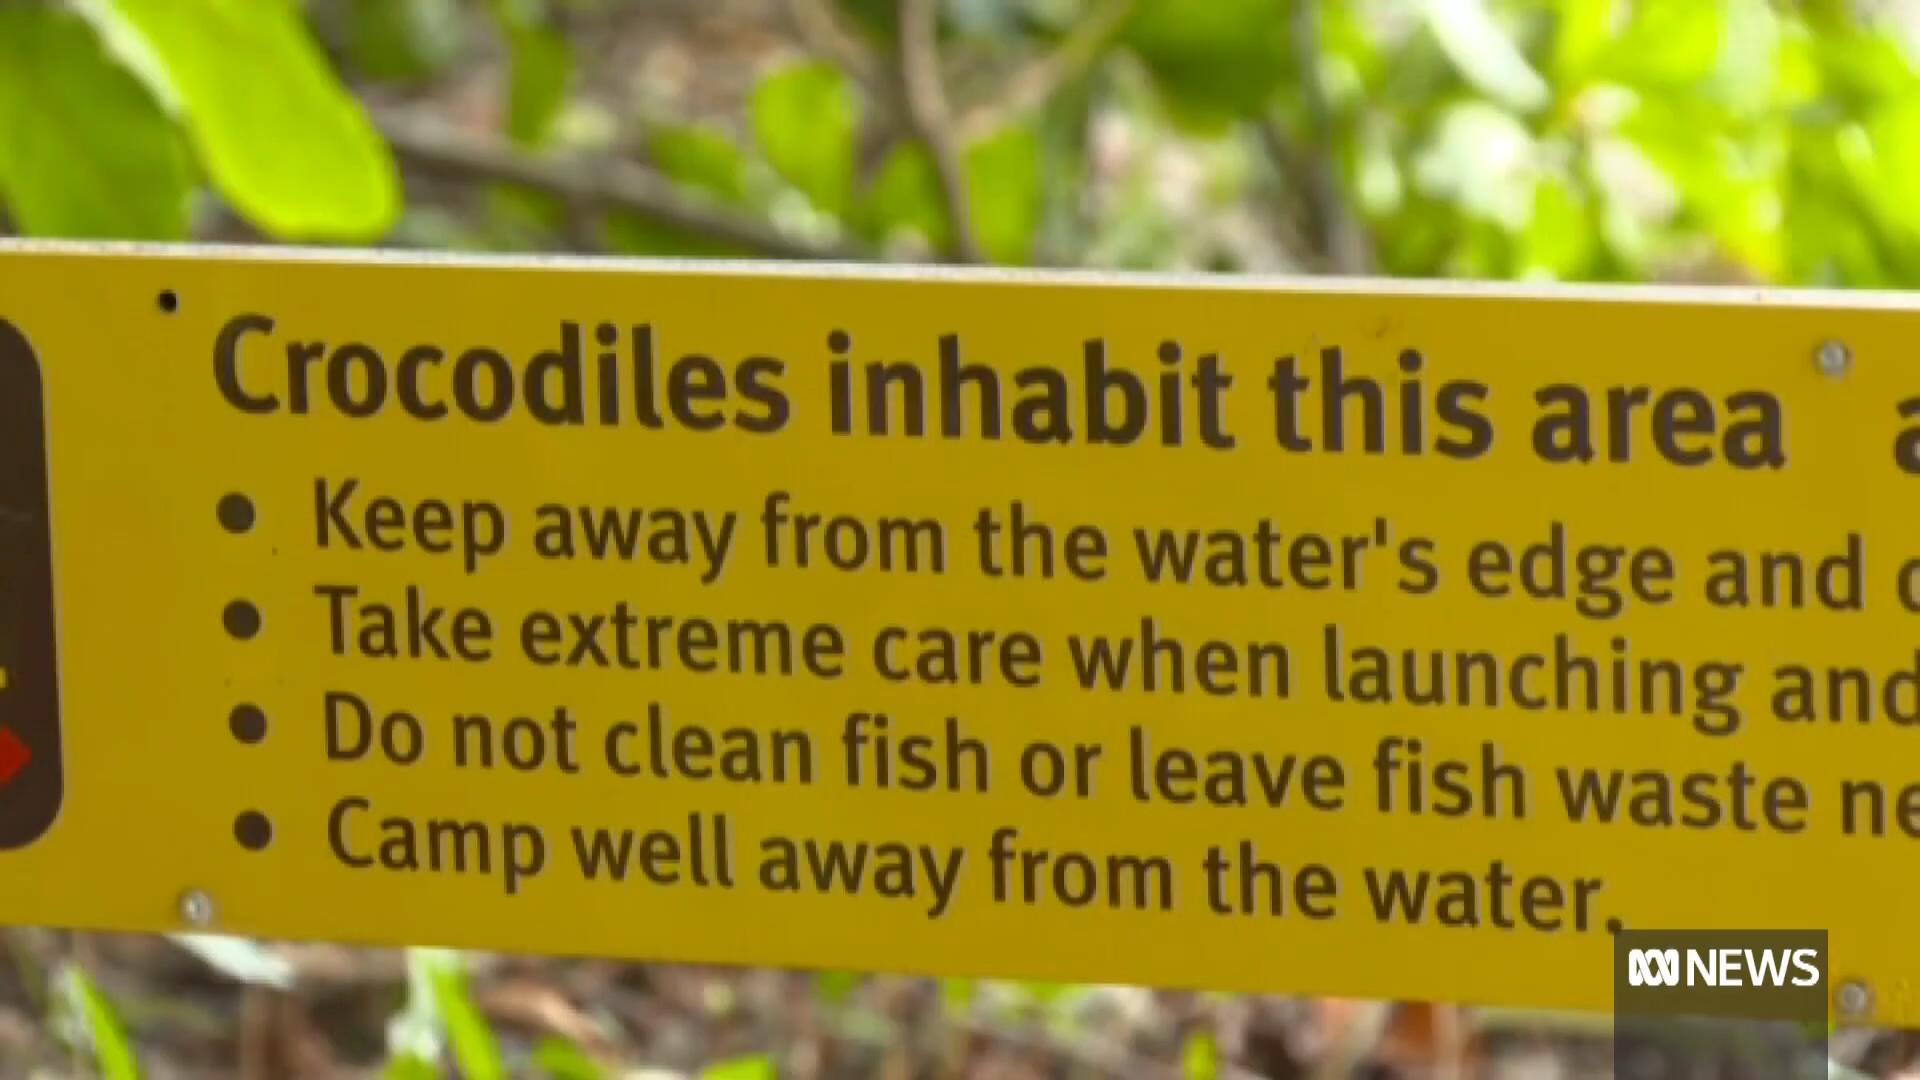 Crocodiles inhabit this area
Keep away from the water's edge and
Take extreme care when launching and
Do not clean fish or leave fish waste
Camp well away from the water.
NEWS